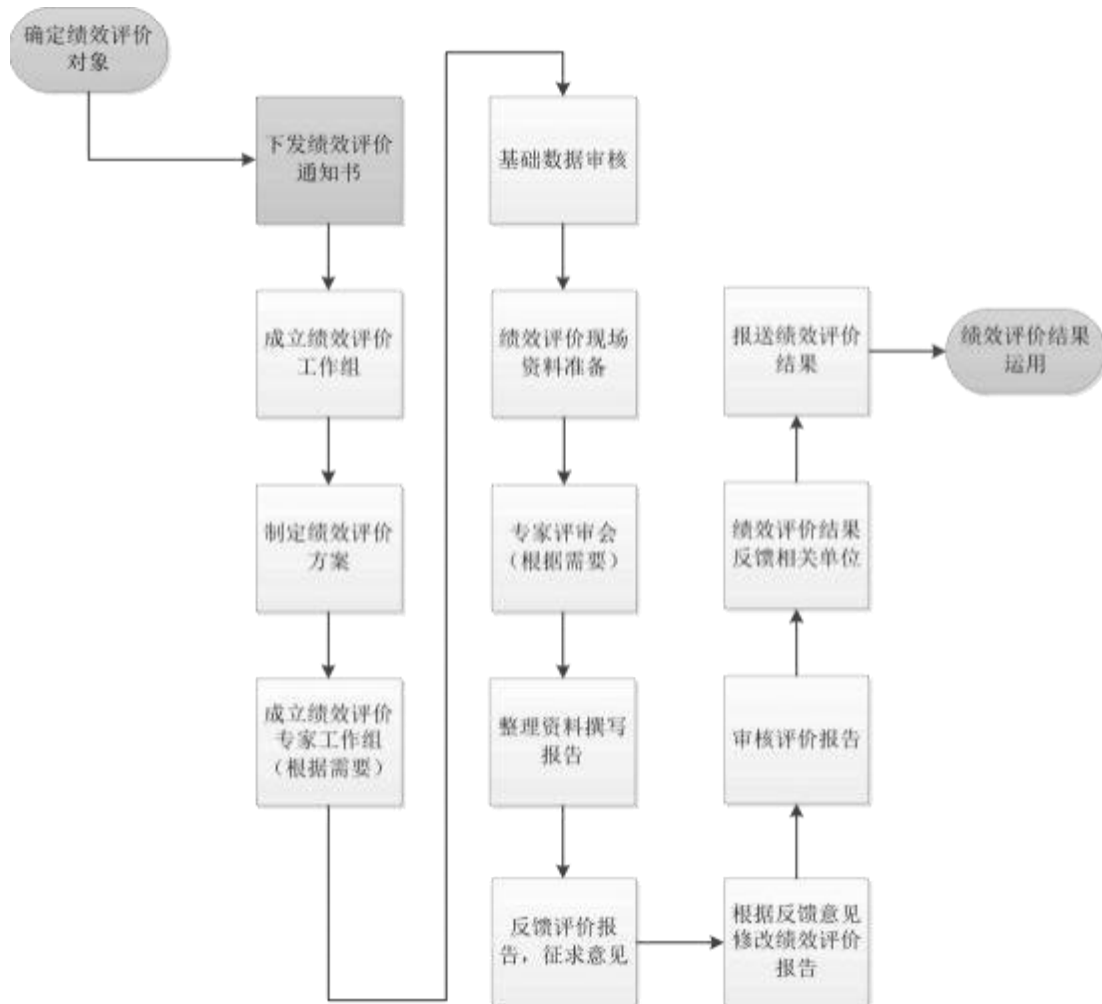 确定绩效评价
对象
下发绩效评价
通知书
成立绩效评价
工作组
制定绩效评价
方案
成立绩效评价
专家工作组
（根据需要）
基础数据审核
绩效评价现场
资料准备
专家评审会
（根据需要）
整理资料撰写
报告
反馈评价报
告，征求意见
根据反馈意见
修改绩效评价
报告
审核评价报告
绩效评价结果
反馈相关单位
报送绩效评价
结果
绩效评价结果
运用